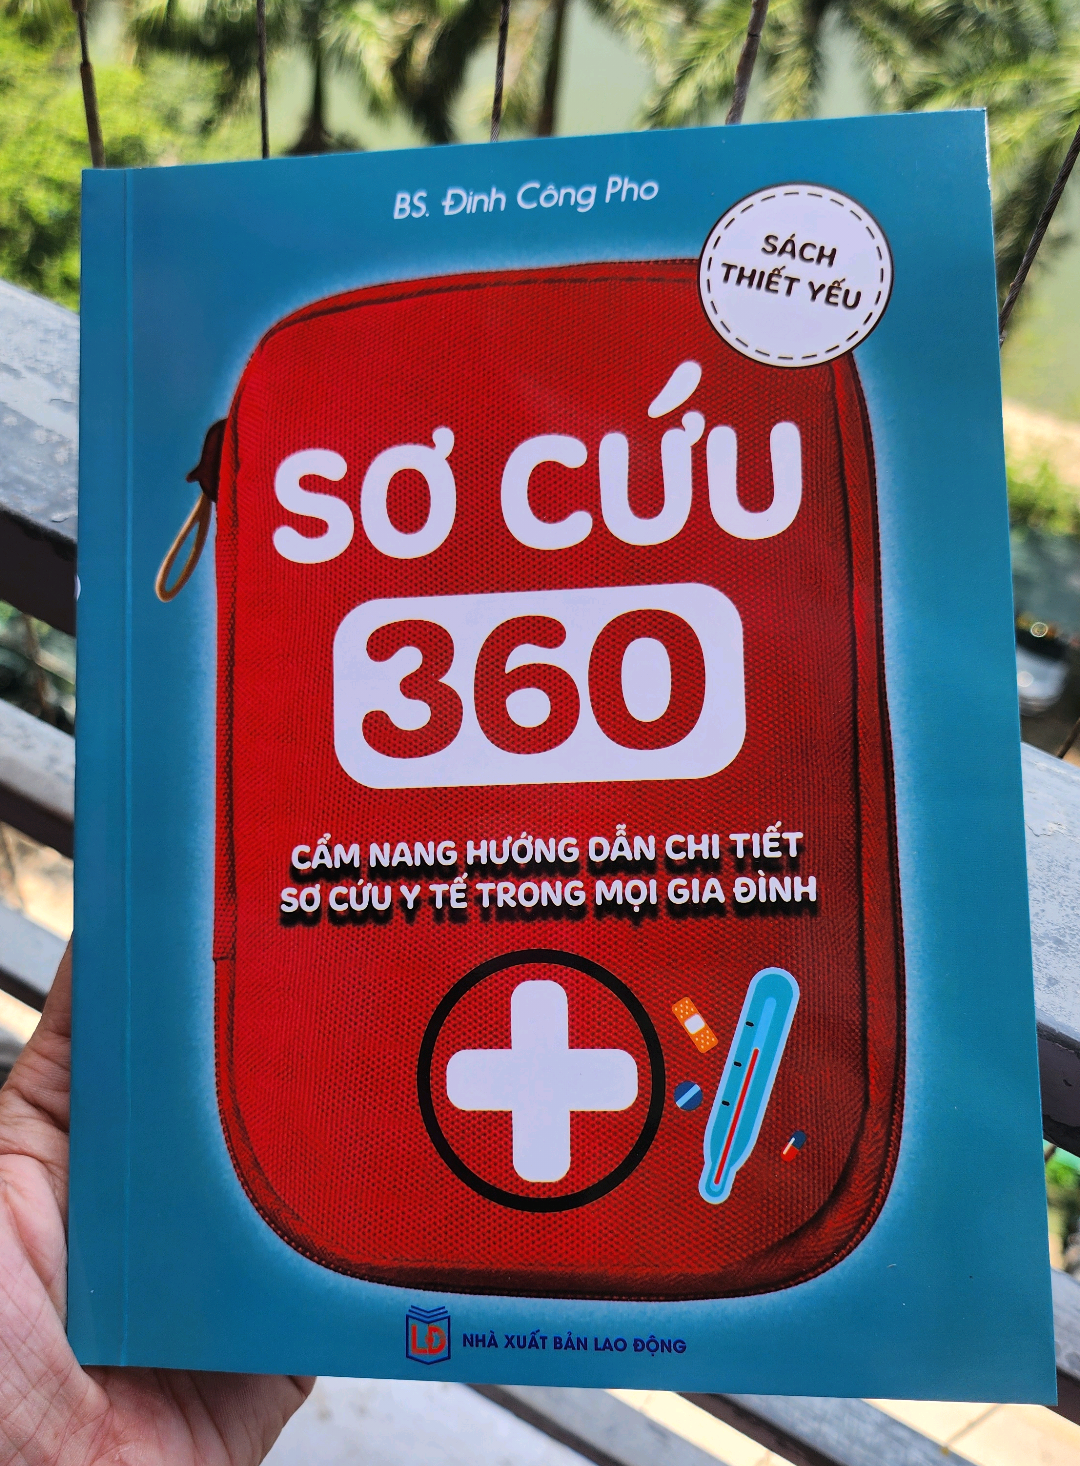 BS. Đinh Công Pho
SÁCH
THIẾT YẾU
SƠ CỨU
360
CẨM NANG HƯỚNG DẪN CHI TIẾT
SƠ CỨU Y TẾ TRONG MỌI GIA ĐÌNH
LĐ
NHÀ XUẤT BẢN LAO ĐỘNG